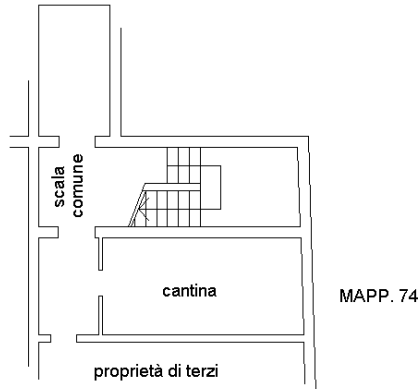 scala
comune
cantina
MAPP. 74
proprietà di terzi